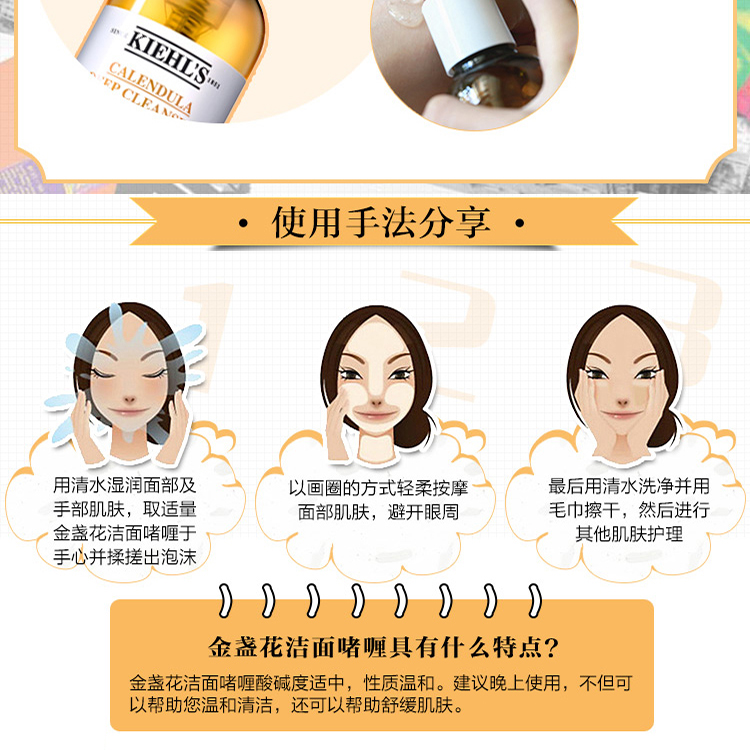 SINCE
KIEHL'S
1851
CALENDULA
DEEP CLEANS
· 使用手法分享 ·
1
2
3
用清水湿润面部及
手部肌肤，取适量
金盏花洁面啫喱于
手心并揉搓出泡沫
以画圈的方式轻柔按摩
面部肌肤，避开眼周
最后用清水洗净并用
毛巾擦干，然后进行
其他肌肤护理
金盏花洁面啫喱具有什么特点?
金盏花洁面啫喱酸碱度适中，性质温和。建议晚上使用，不但可
以帮助您温和清洁，还可以帮助舒缓肌肤。